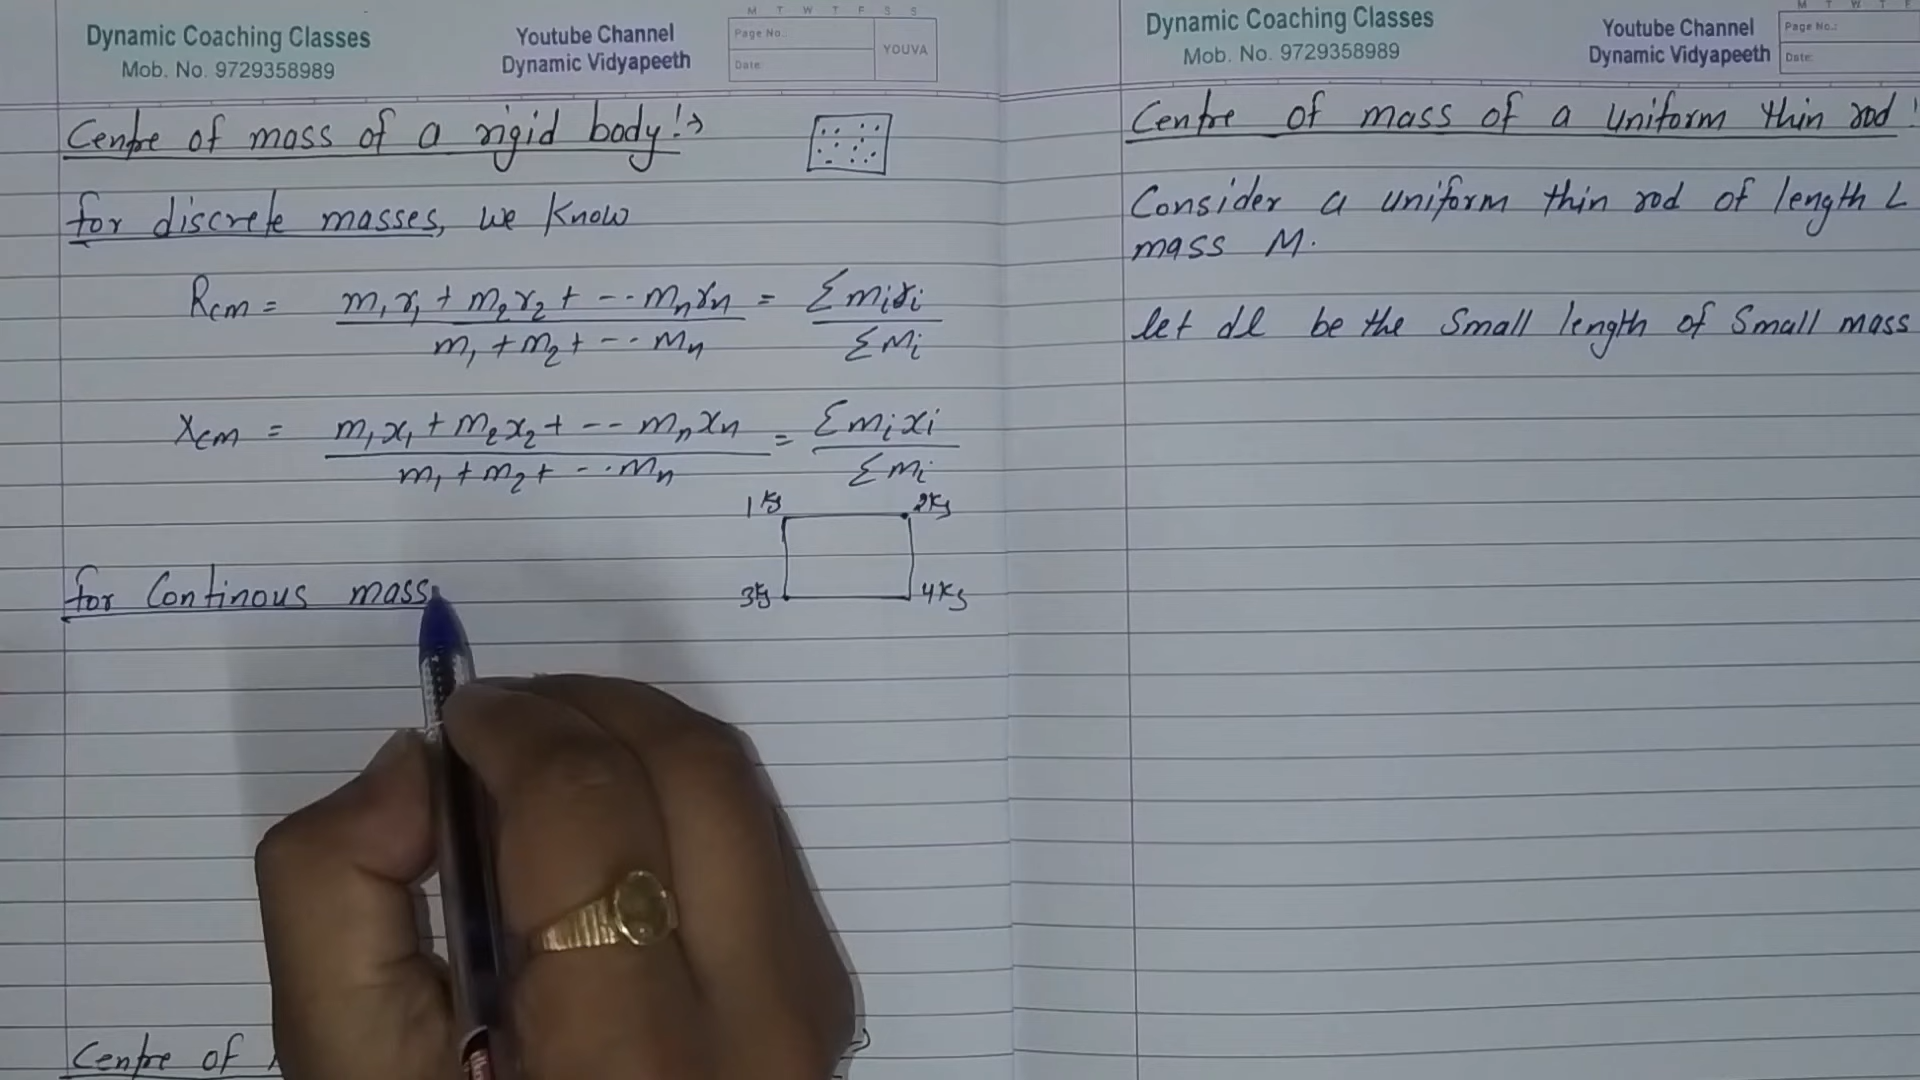 M T W T F S S
Dynamic Coaching Classes
Mob. No. 9729358989
Youtube Channel
Dynamic Vidyapeeth
Page No.:
Date:
YOUVA
Centre of mass of a rigid body:→
for discrete masses, we know
Rcm = m₁r₁ + m₂r₂ + -- mₙrₙ / m₁ + m₂ + -- mₙ = Σmᵢrᵢ / Σmᵢ
Xcm = m₁x₁ + m₂x₂ + -- mₙxₙ / m₁ + m₂ + -- mₙ = Σmᵢxᵢ / Σmᵢ
1 Kg 2Kg
3Kg 4Kg
for Continous mass
Centre of
M T W T F
Dynamic Coaching Classes
Mob. No. 9729358989
Youtube Channel
Dynamic Vidyapeeth
Page No.:
Date:
Centre of mass of a uniform thin rod:
Consider a uniform thin rod of length L
mass M.
let dl be the Small length of Small mass